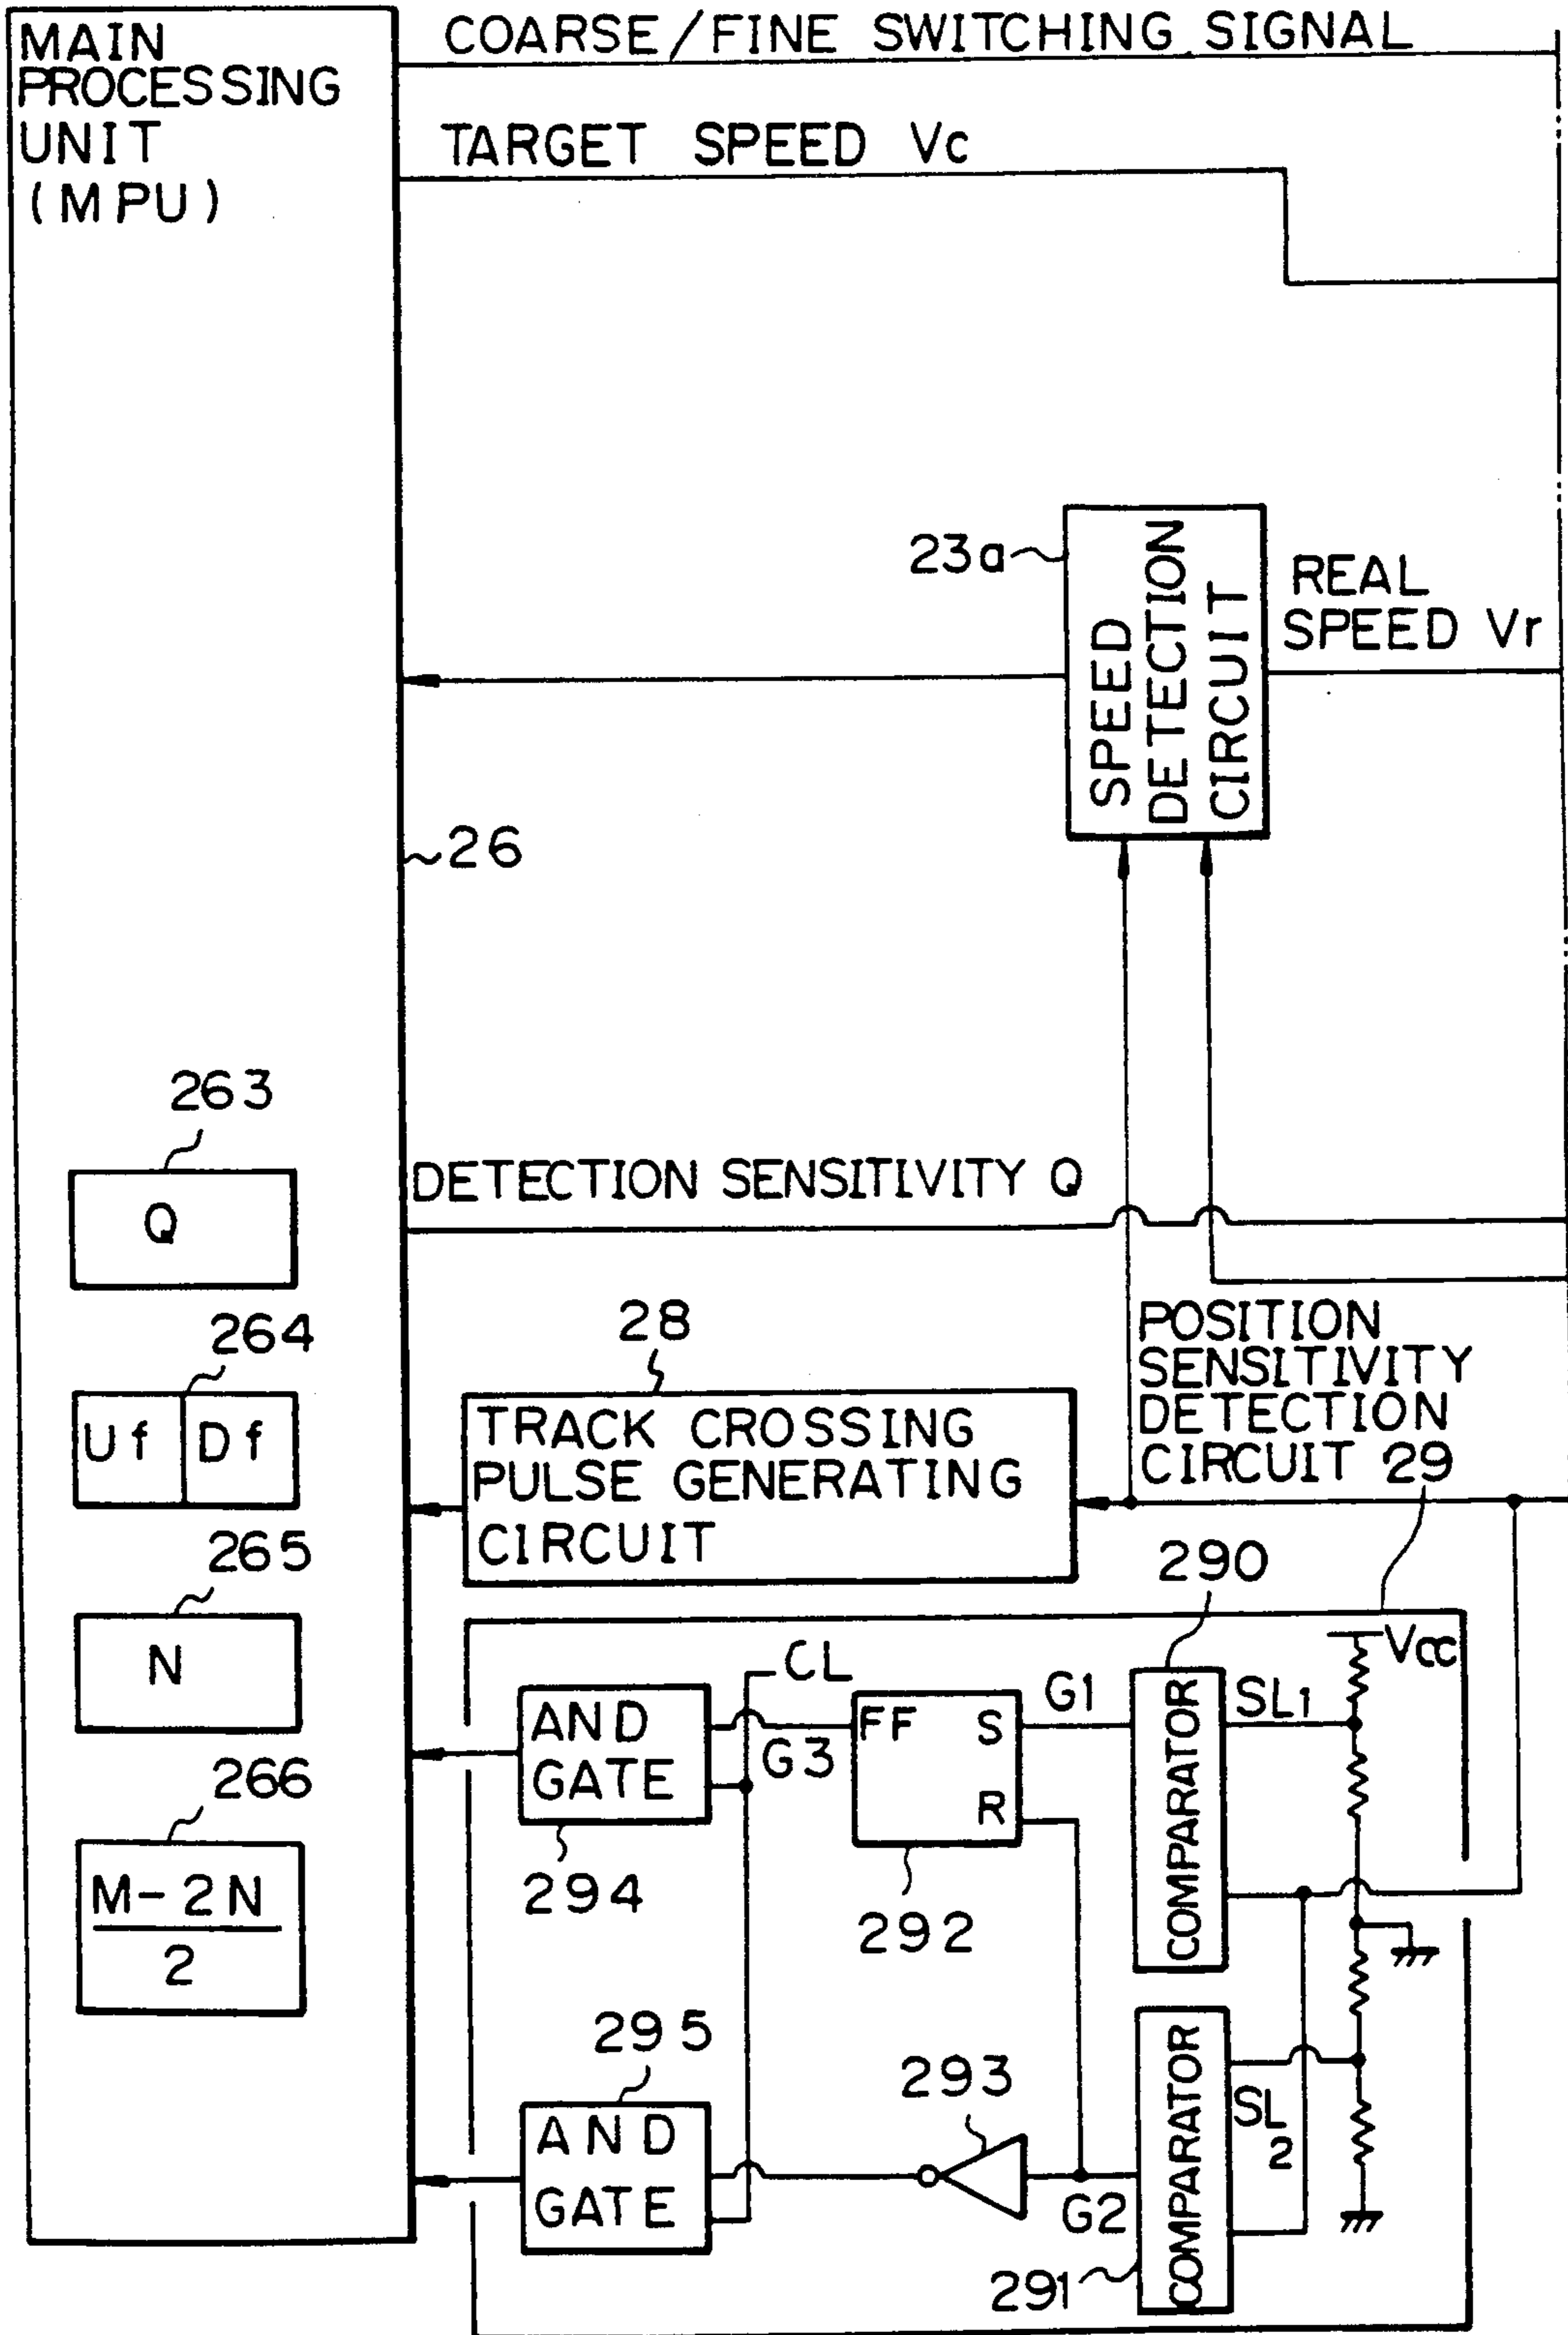 MAIN
PROCESSING
UNIT
(MPU)
COARSE/FINE SWITCHING SIGNAL
TARGET SPEED Vc
23a
SPEED
DETECTION
CIRCUIT
REAL
SPEED Vr
26
263
Q
DETECTION SENSITIVITY Q
264
Uf Df
28
TRACK CROSSING
PULSE GENERATING
CIRCUIT
POSITION
SENSITIVITY
DETECTION
CIRCUIT 29
265
N
290
Vcc
CL
AND
GATE
G3
FF S
R
G1
COMPARATOR
SL1
266
M-2N
2
294
292
295
AND
GATE
293
G2
COMPARATOR
SL
2
291